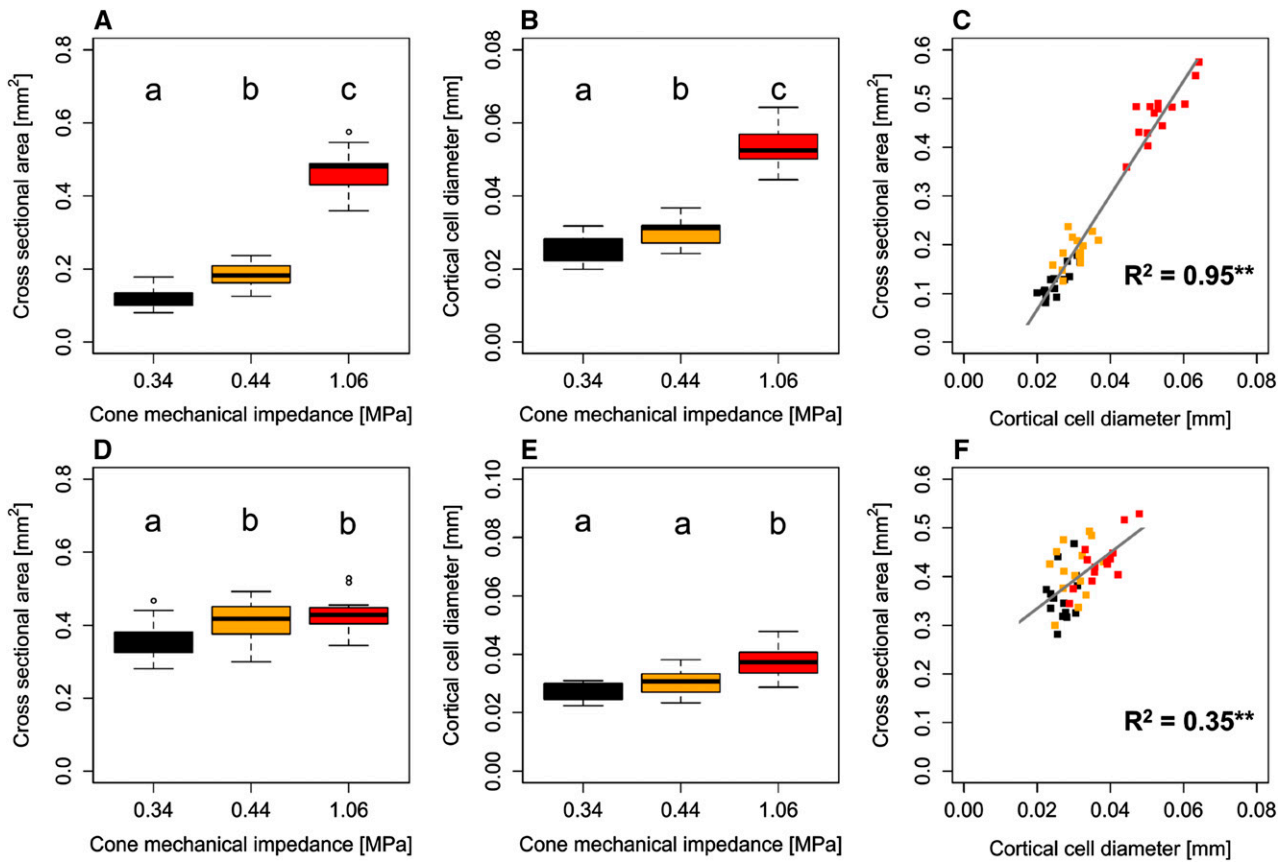 A
Cross sectional area [mm²]
0.8
0.6
0.4
0.2
0.0
a
b
c
0.34
0.44
1.06
Cone mechanical impedance [MPa]
B
Cortical cell diameter [mm]
0.08
0.06
0.04
0.02
0.00
a
b
c
0.34
0.44
1.06
Cone mechanical impedance [MPa]
C
Cross sectional area [mm²]
0.6
0.5
0.4
0.3
0.2
0.1
0.0
R² = 0.95**
0.00
0.02
0.04
0.06
0.08
Cortical cell diameter [mm]
D
Cross sectional area [mm²]
0.8
0.6
0.4
0.2
0.0
a
b
b
0.34
0.44
1.06
Cone mechanical impedance [MPa]
E
Cortical cell diameter [mm]
0.10
0.08
0.06
0.04
0.02
0.00
a
a
b
0.34
0.44
1.06
Cone mechanical impedance [MPa]
F
Cross sectional area [mm²]
0.6
0.5
0.4
0.3
0.2
0.1
0.0
R² = 0.35**
0.00
0.02
0.04
0.06
0.08
Cortical cell diameter [mm]